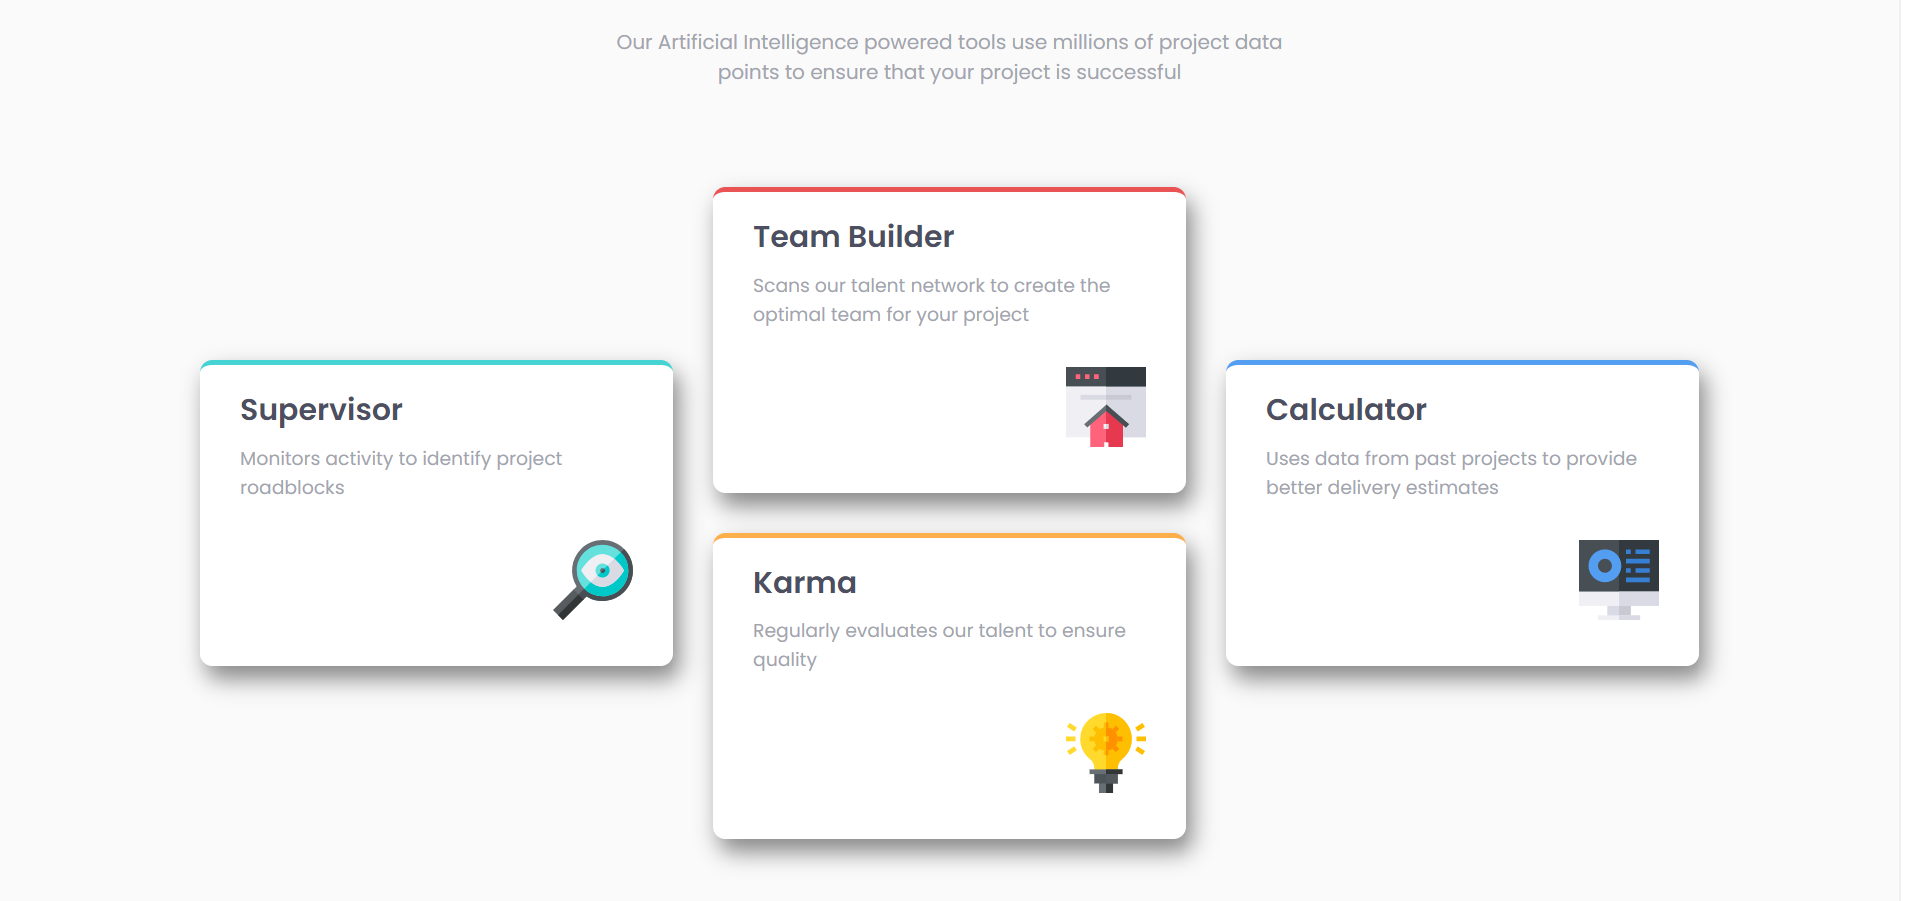 Our Artificial Intelligence powered tools use millions of project data
points to ensure that your project is successful
Supervisor
Monitors activity to identify project
roadblocks
Team Builder
Scans our talent network to create the
optimal team for your project
Karma
Regularly evaluates our talent to ensure
quality
Calculator
Uses data from past projects to provide
better delivery estimates